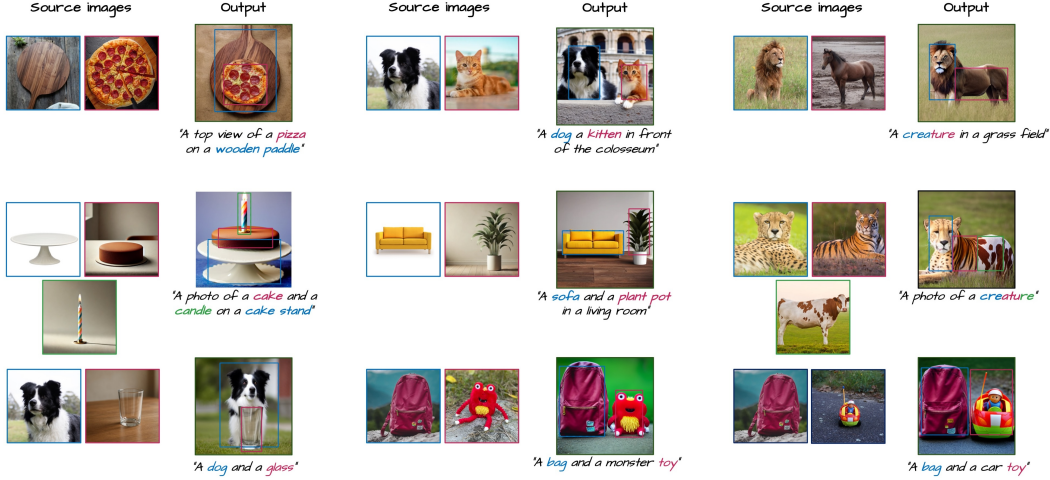 Source images Output Source images Output Source images Output
"A top view of a pizza
on a wooden paddle"
"A dog a kitten in front
of the colosseum"
"A creature in a grass field"
"A photo of a cake and a
candle on a cake stand"
"A sofa and a plant pot
in a living room"
"A photo of a creature"
"A dog and a glass"
"A bag and a monster toy"
"A bag and a car toy"